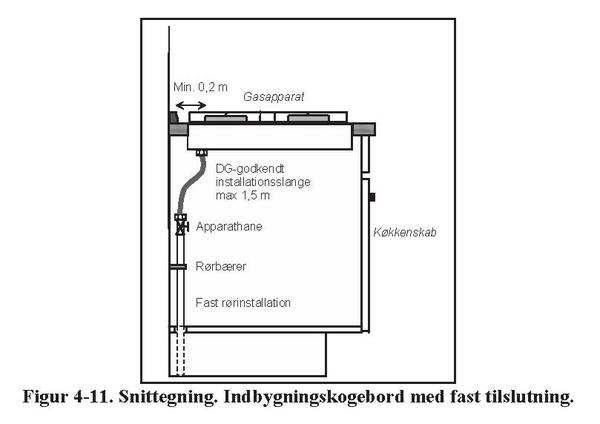 Min. 0,2 m
Gasapparat
DG-godkendt
installationsslange
max 1,5 m
Apparathane
Køkkenskab
Rørbærer
Fast rørinstallation
Figur 4-11. Snittegning. Indbygningskogebord med fast tilslutning.